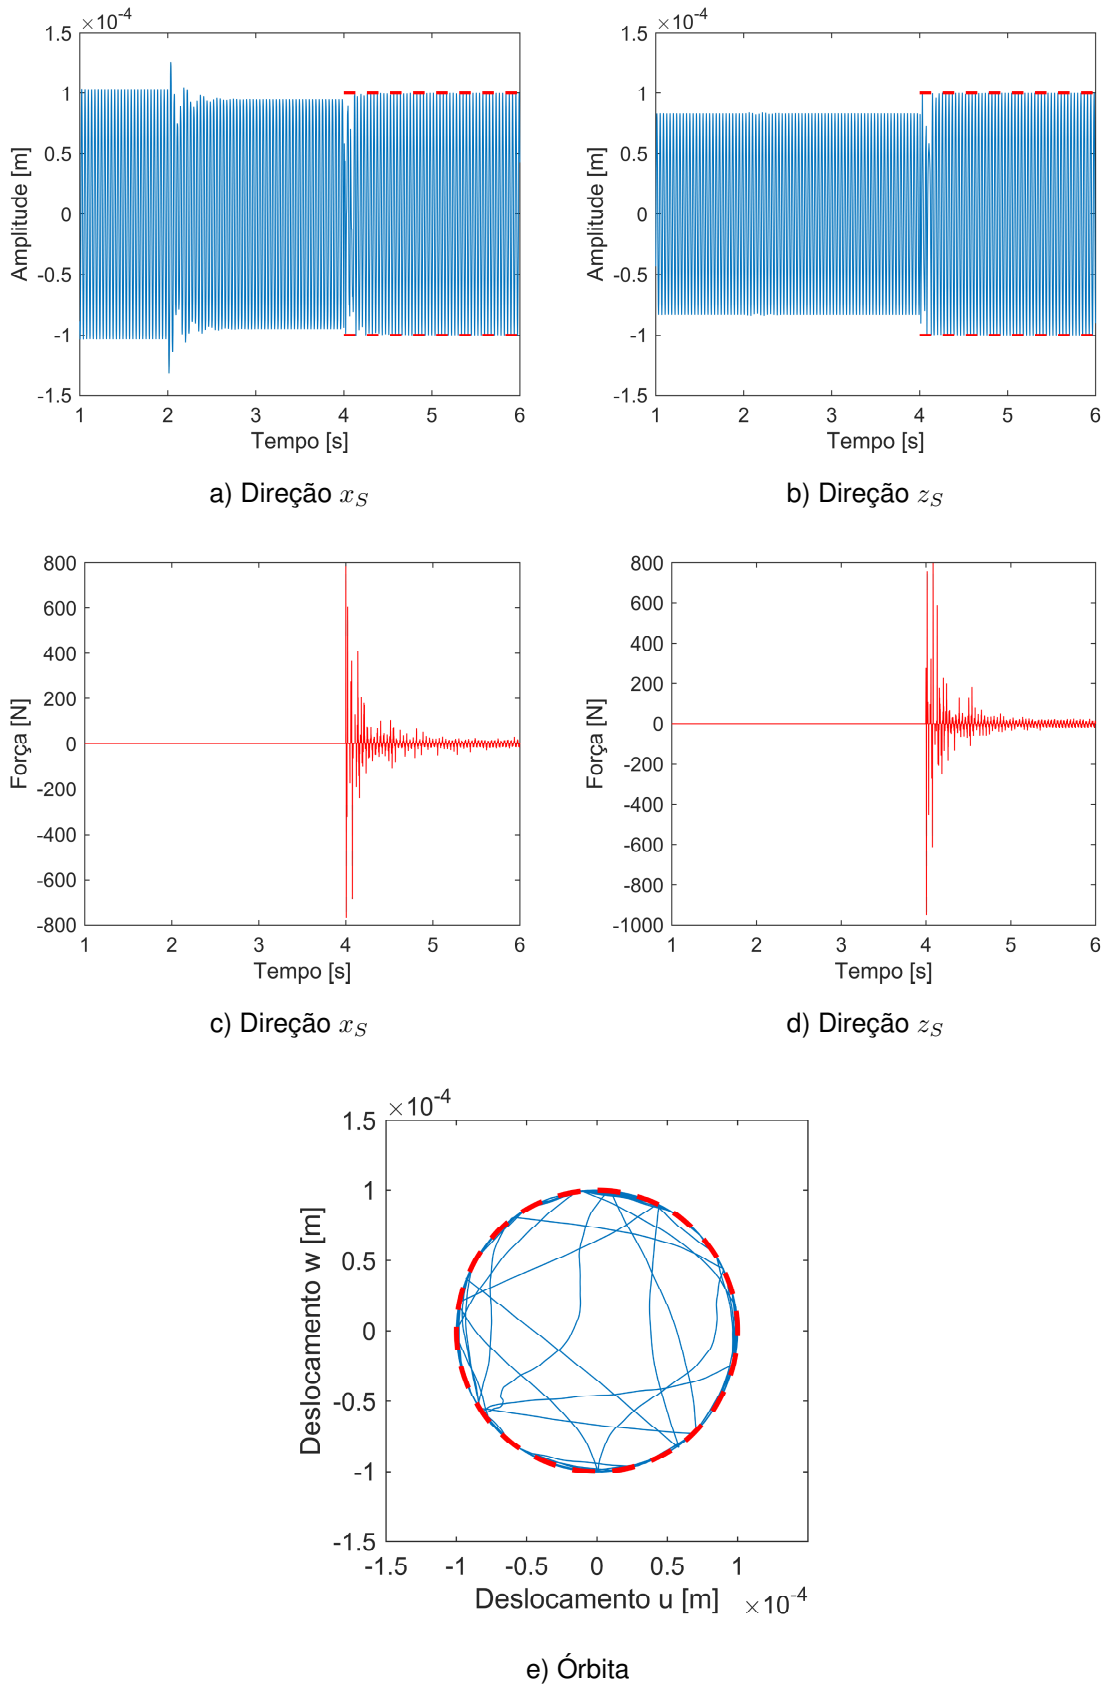 ×10-4
×10-4
1.5
1
0.5
0
-0.5
-1
-1.5
1 2 3 4 5 6
Amplitude [m]
Tempo [s]
1.5
1
0.5
0
-0.5
-1
-1.5
1 2 3 4 5 6
Amplitude [m]
Tempo [s]
a) Direção xS
b) Direção zS
800
600
400
200
0
-200
-400
-600
-800
1 2 3 4 5 6
Força [N]
Tempo [s]
800
600
400
200
0
-200
-400
-600
-800
-1000
1 2 3 4 5 6
Força [N]
Tempo [s]
c) Direção xS
d) Direção zS
×10-4
1.5
1
0.5
0
-0.5
-1
-1.5
-1.5 -1 -0.5 0 0.5 1
Deslocamento w [m]
Deslocamento u [m] ×10-4
e) Órbita